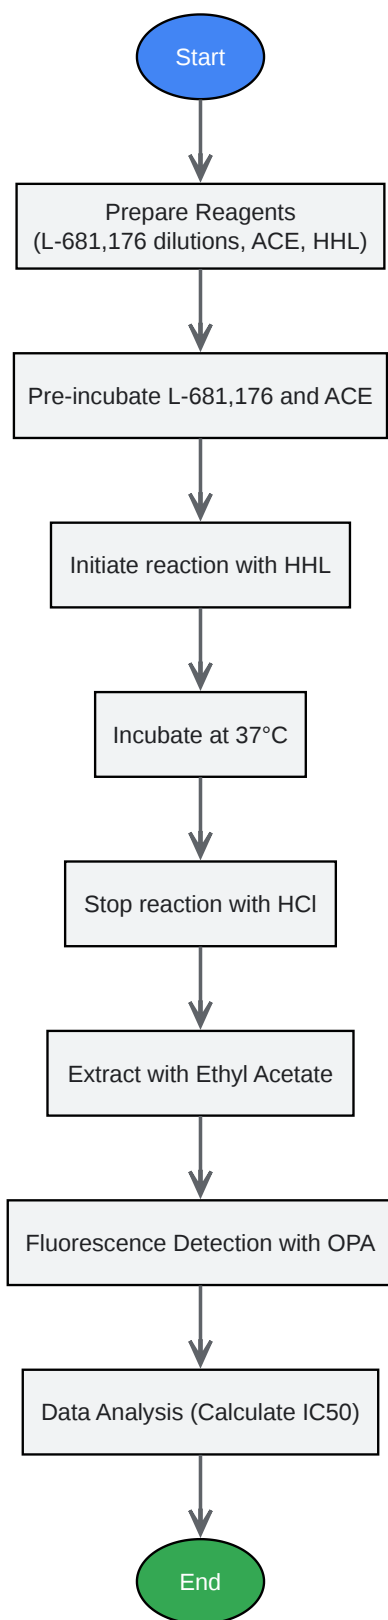 Start
Prepare Reagents
(L-681,176 dilutions, ACE, HHL)
Pre-incubate L-681,176 and ACE
Initiate reaction with HHL
Incubate at 37°C
Stop reaction with HCl
Extract with Ethyl Acetate
Fluorescence Detection with OPA
Data Analysis (Calculate IC50)
End